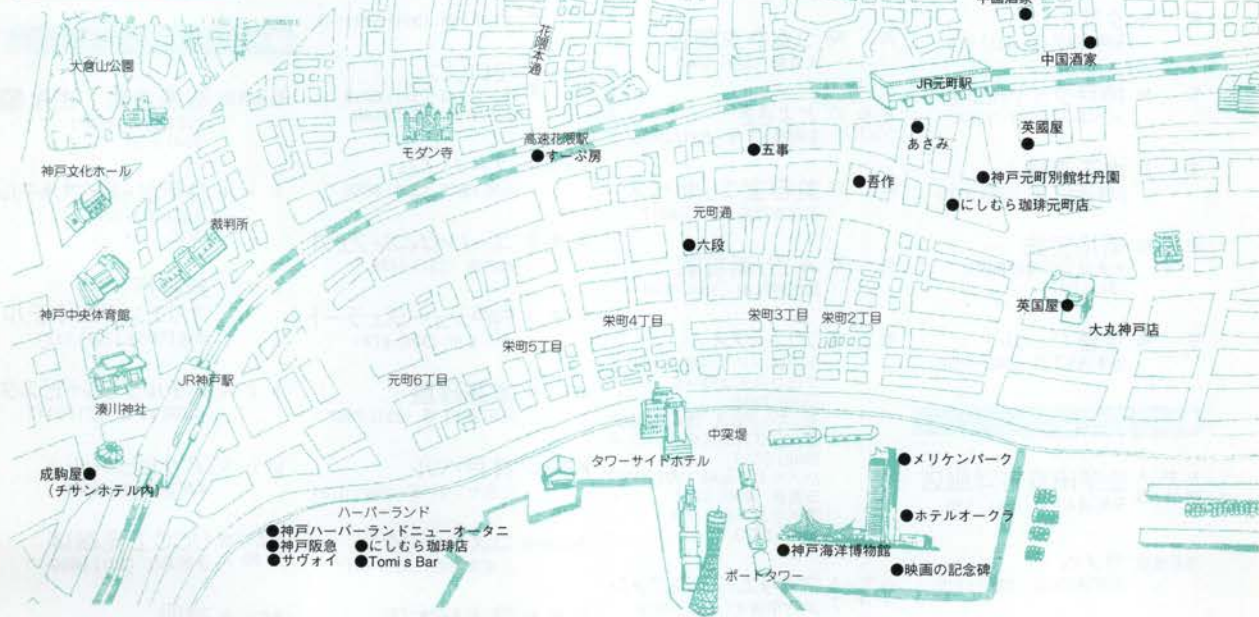 中国酒家
中国酒家
花隈本通
大倉山公園
JR元町駅
モダン寺
高速花隈駅
●すーぷ房
●五事
あさみ
英國屋
神戸文化ホール
●吾作
●神戸元町別館牡丹園
●にしむら珈琲元町店
裁判所
元町通
●六段
神戸中央体育館
栄町4丁目
栄町3丁目
栄町2丁目
英国屋●
大丸神戸店
栄町5丁目
JR神戸駅
元町6丁目
湊川神社
中突堤
タワーサイドホテル
●メリケンパーク
成駒屋●
(チサンホテル内)
ハーバーランド
●神戸ハーバーランドニューオータニ
●神戸阪急 ●にしむら珈琲店
●サヴォイ ●Tomi s Bar
●ホテルオークラ
●神戸海洋博物館
ポートタワー
●映画の記念碑